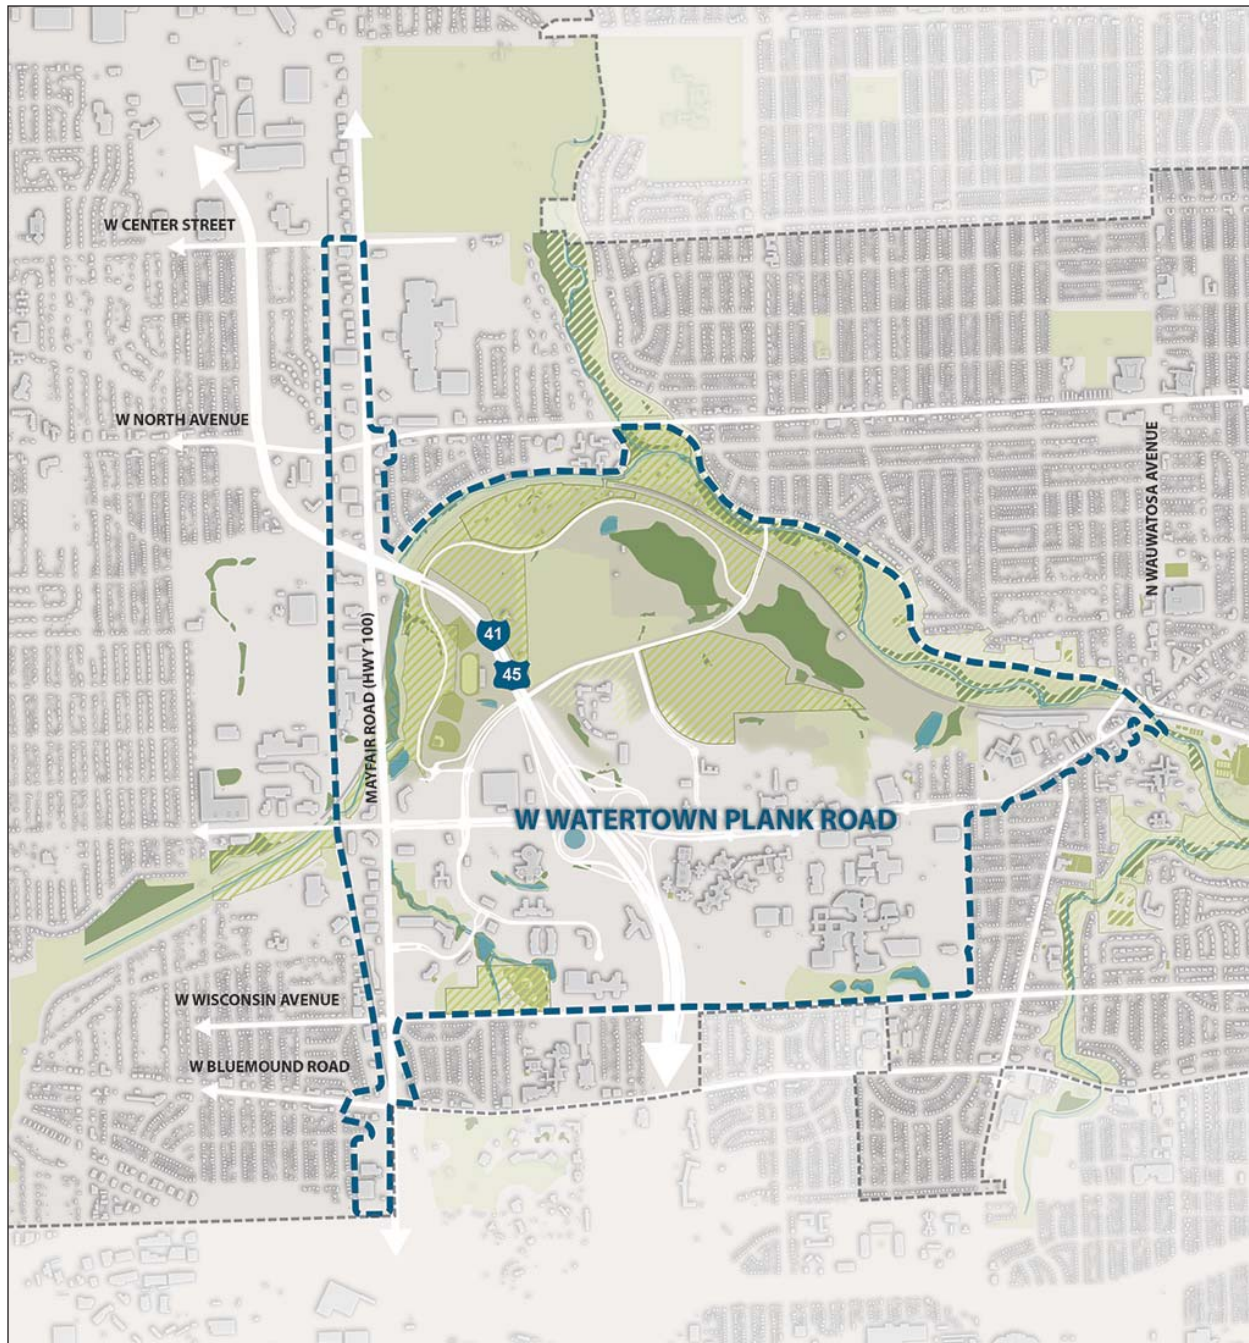 W CENTER STREET
W NORTH AVENUE
N WAUWATOSA AVENUE
41
45
MAYFAIR ROAD (HWY 100)
W WATERTOWN PLANK ROAD
W WISCONSIN AVENUE
W BLUEMOUND ROAD